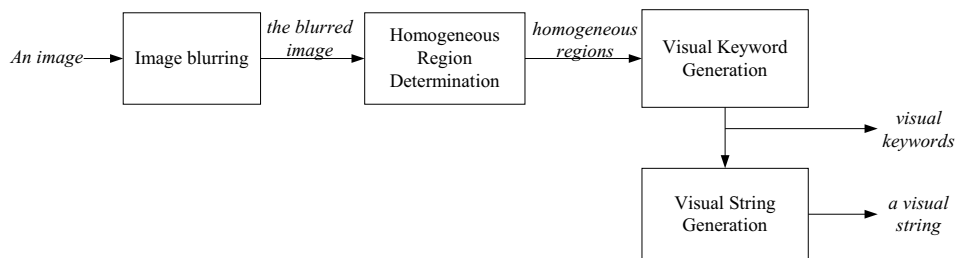 An image
Image blurring
the blurred
image
Homogeneous
Region
Determination
homogeneous
regions
Visual Keyword
Generation
visual
keywords
Visual String
Generation
a visual
string